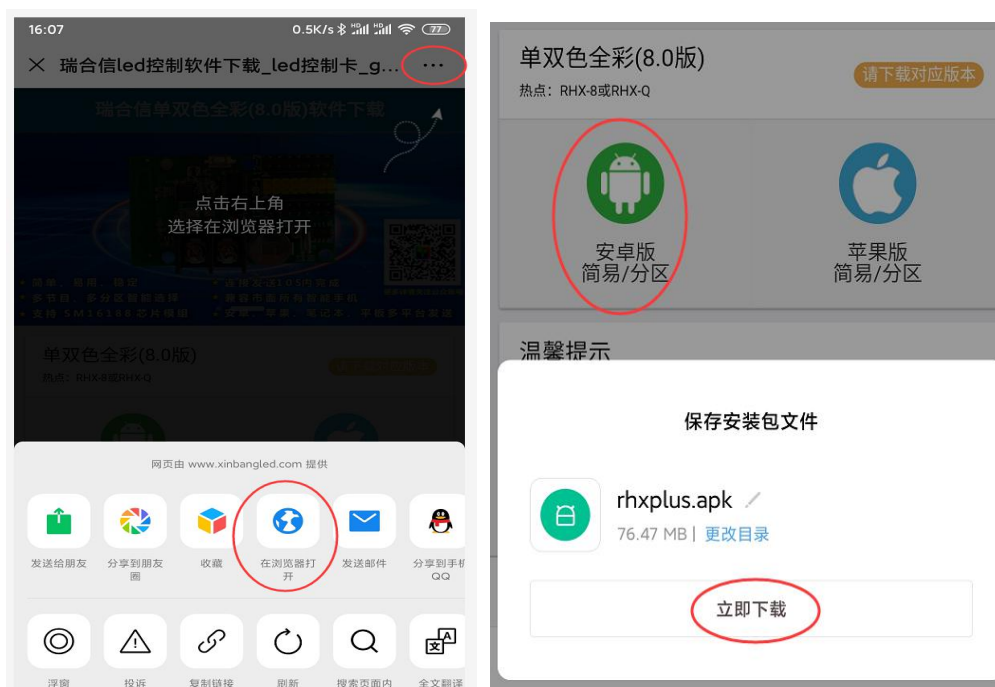 16:07
0.5K/s
HD
HD
77
瑞合信led控制软件下载_led控制卡_g...
瑞合信单双色全彩(8.0版)软件下载
点击右上角
选择在浏览器打开
单双色全彩(8.0版)
热点：RHX-8或RHX-Q
网页由 www.xinbangled.com 提供
发送给朋友
分享到朋友圈
收藏
在浏览器打开
发送邮件
分享到手机QQ
浮窗
投诉
复制链接
刷新
搜索页面内
全文翻译
单双色全彩(8.0版)
请下载对应版本
热点：RHX-8或RHX-Q
安卓版
简易/分区
苹果版
简易/分区
温馨提示
保存安装包文件
rhxplus.apk
76.47 MB | 更改目录
立即下载